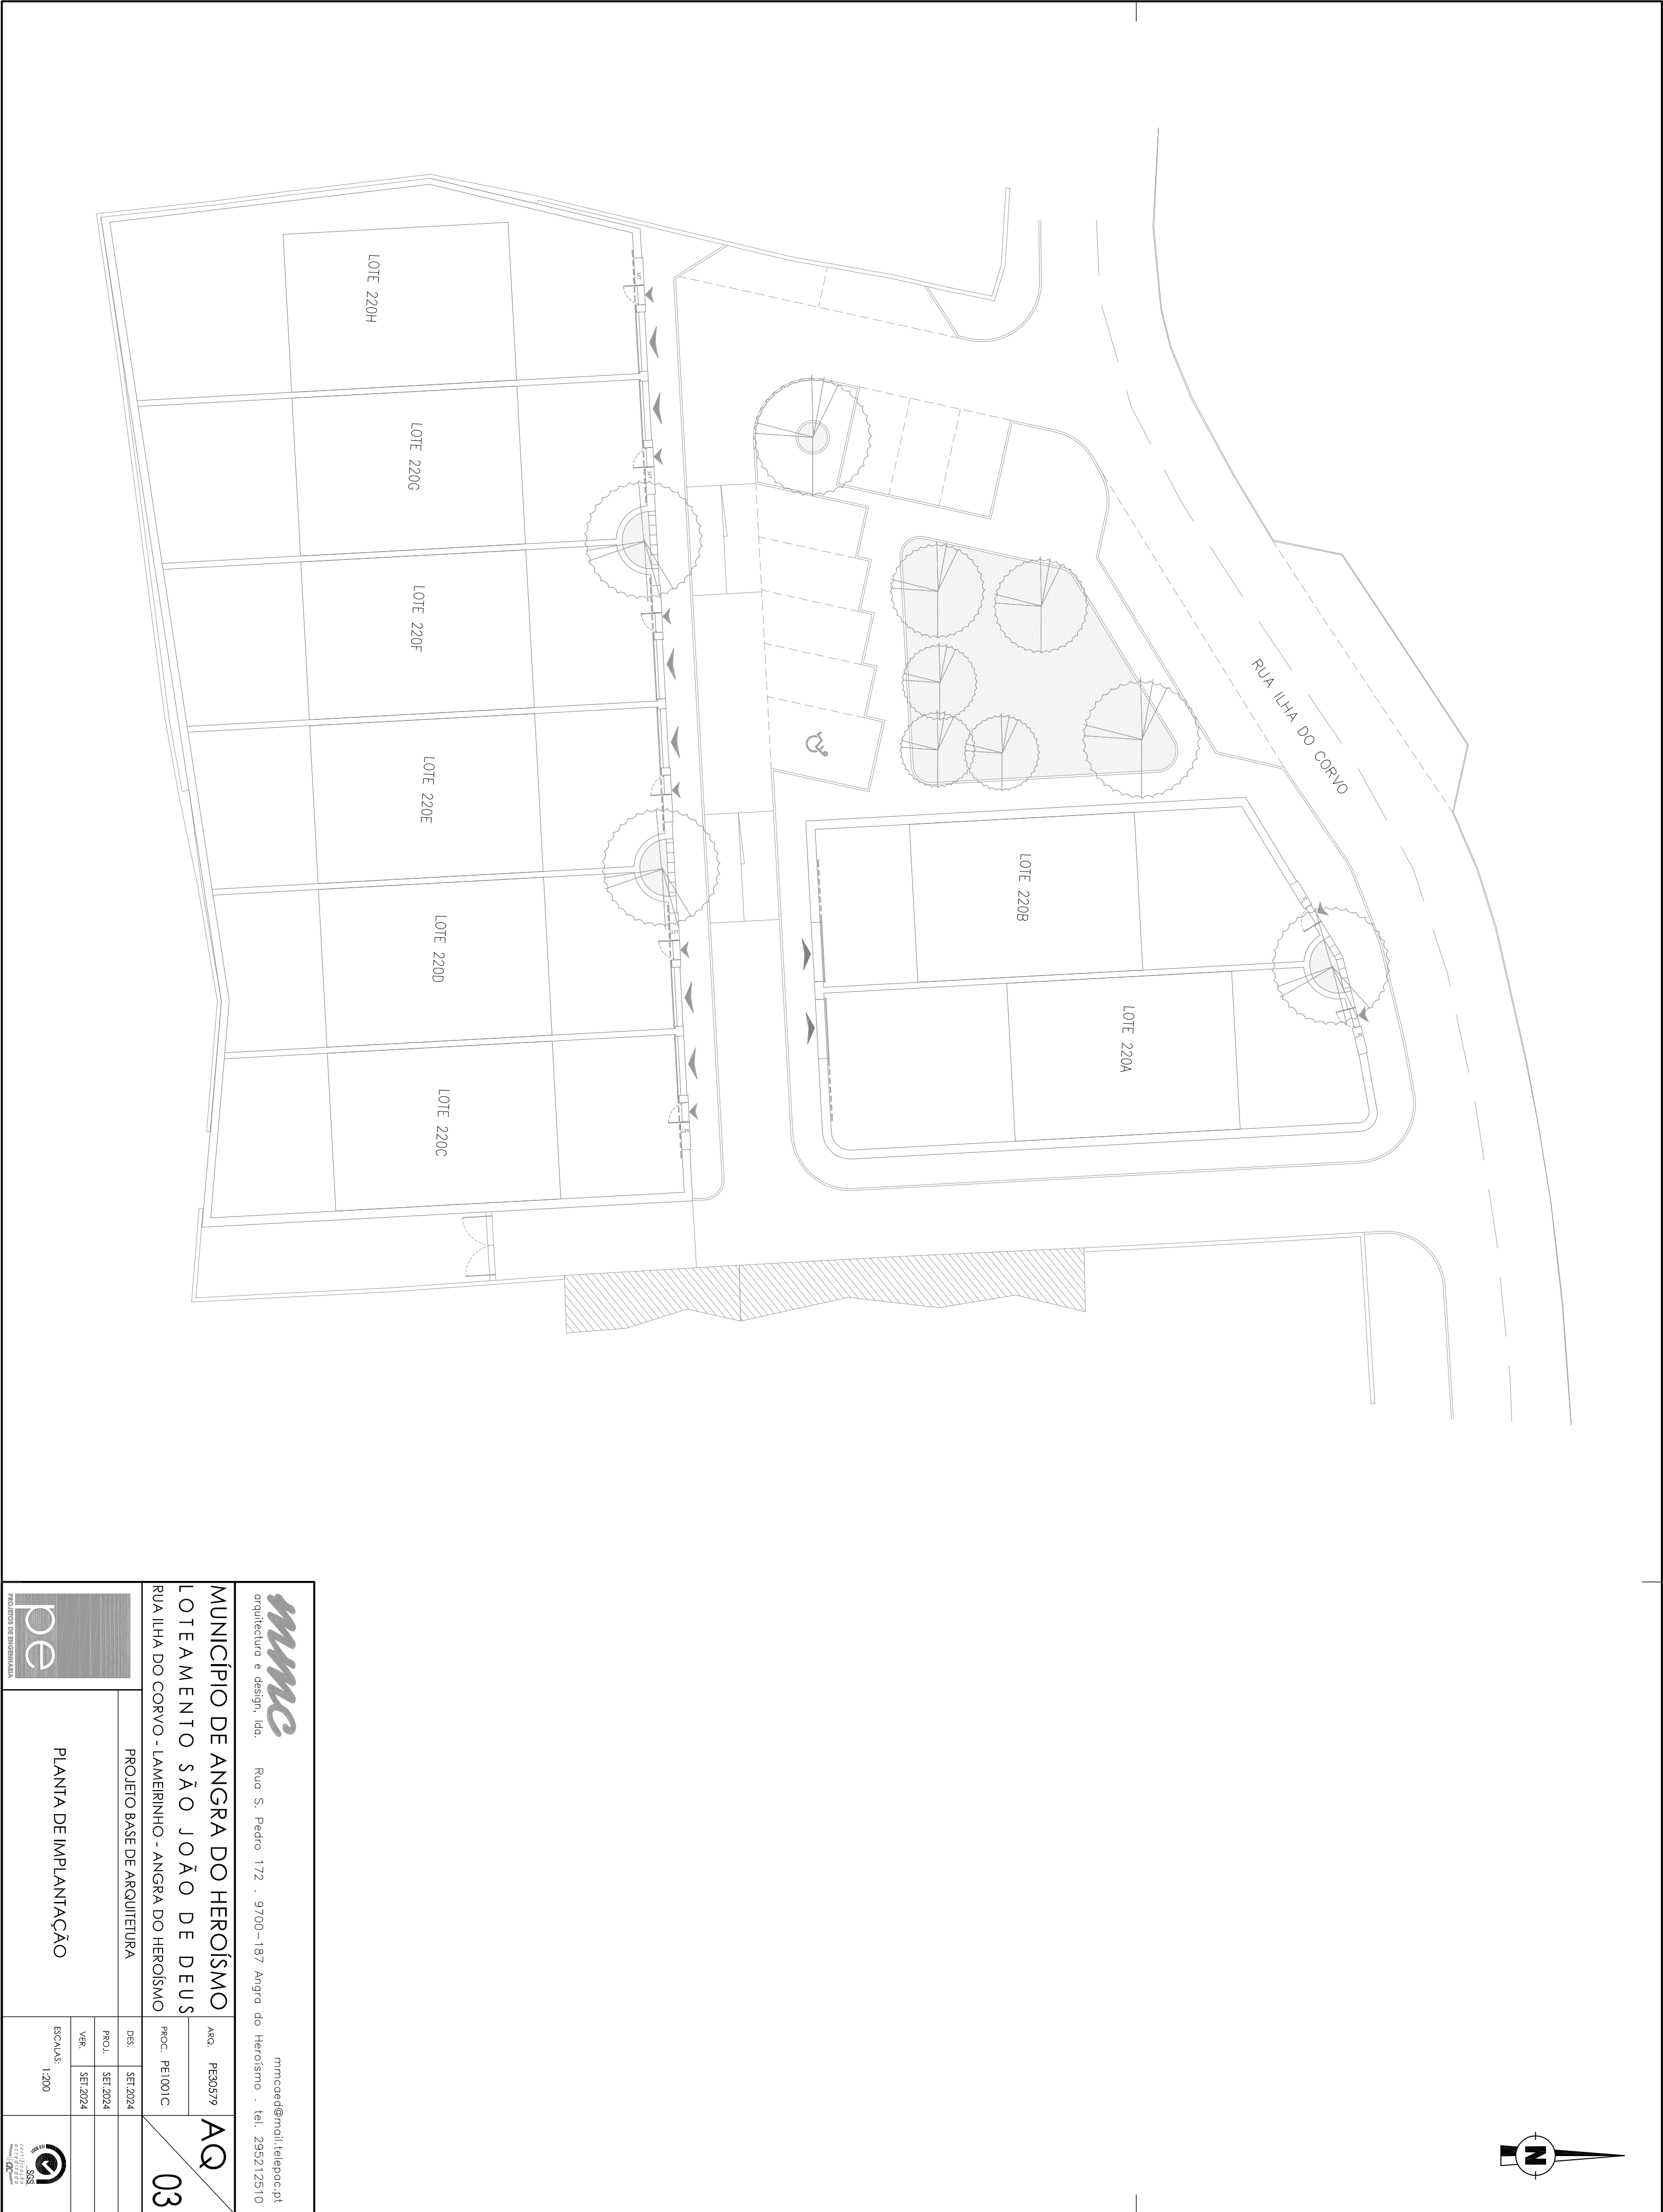 LOTE 220H
LOTE 220G
LOTE 220F
LOTE 220E
LOTE 220D
LOTE 220C
LOTE 220B
LOTE 220A
RUA ILHA DO CORVO
N
mmc
arquitectura e design, lda.
mmcaed@mail.telepac.pt
Rua S. Pedro 172 . 9700-187 Angra do Heroísmo . tel. 295212510
MUNICÍPIO DE ANGRA DO HEROÍSMO
LOTEAMENTO SÃO JOÃO DE DEUS
RUA ILHA DO CORVO - LAMEIRINHO - ANGRA DO HEROÍSMO
ARQ. PE30579
PROC. PE1001C
AQ
03
pe
PROJETOS DE ENGENHARIA
PROJETO BASE DE ARQUITETURA
PLANTA DE IMPLANTAÇÃO
DES. SET.2024
PROJ. SET.2024
VER. SET.2024
ESCALAS:
1:200
ISO 9001
SGS
certificação
acreditada